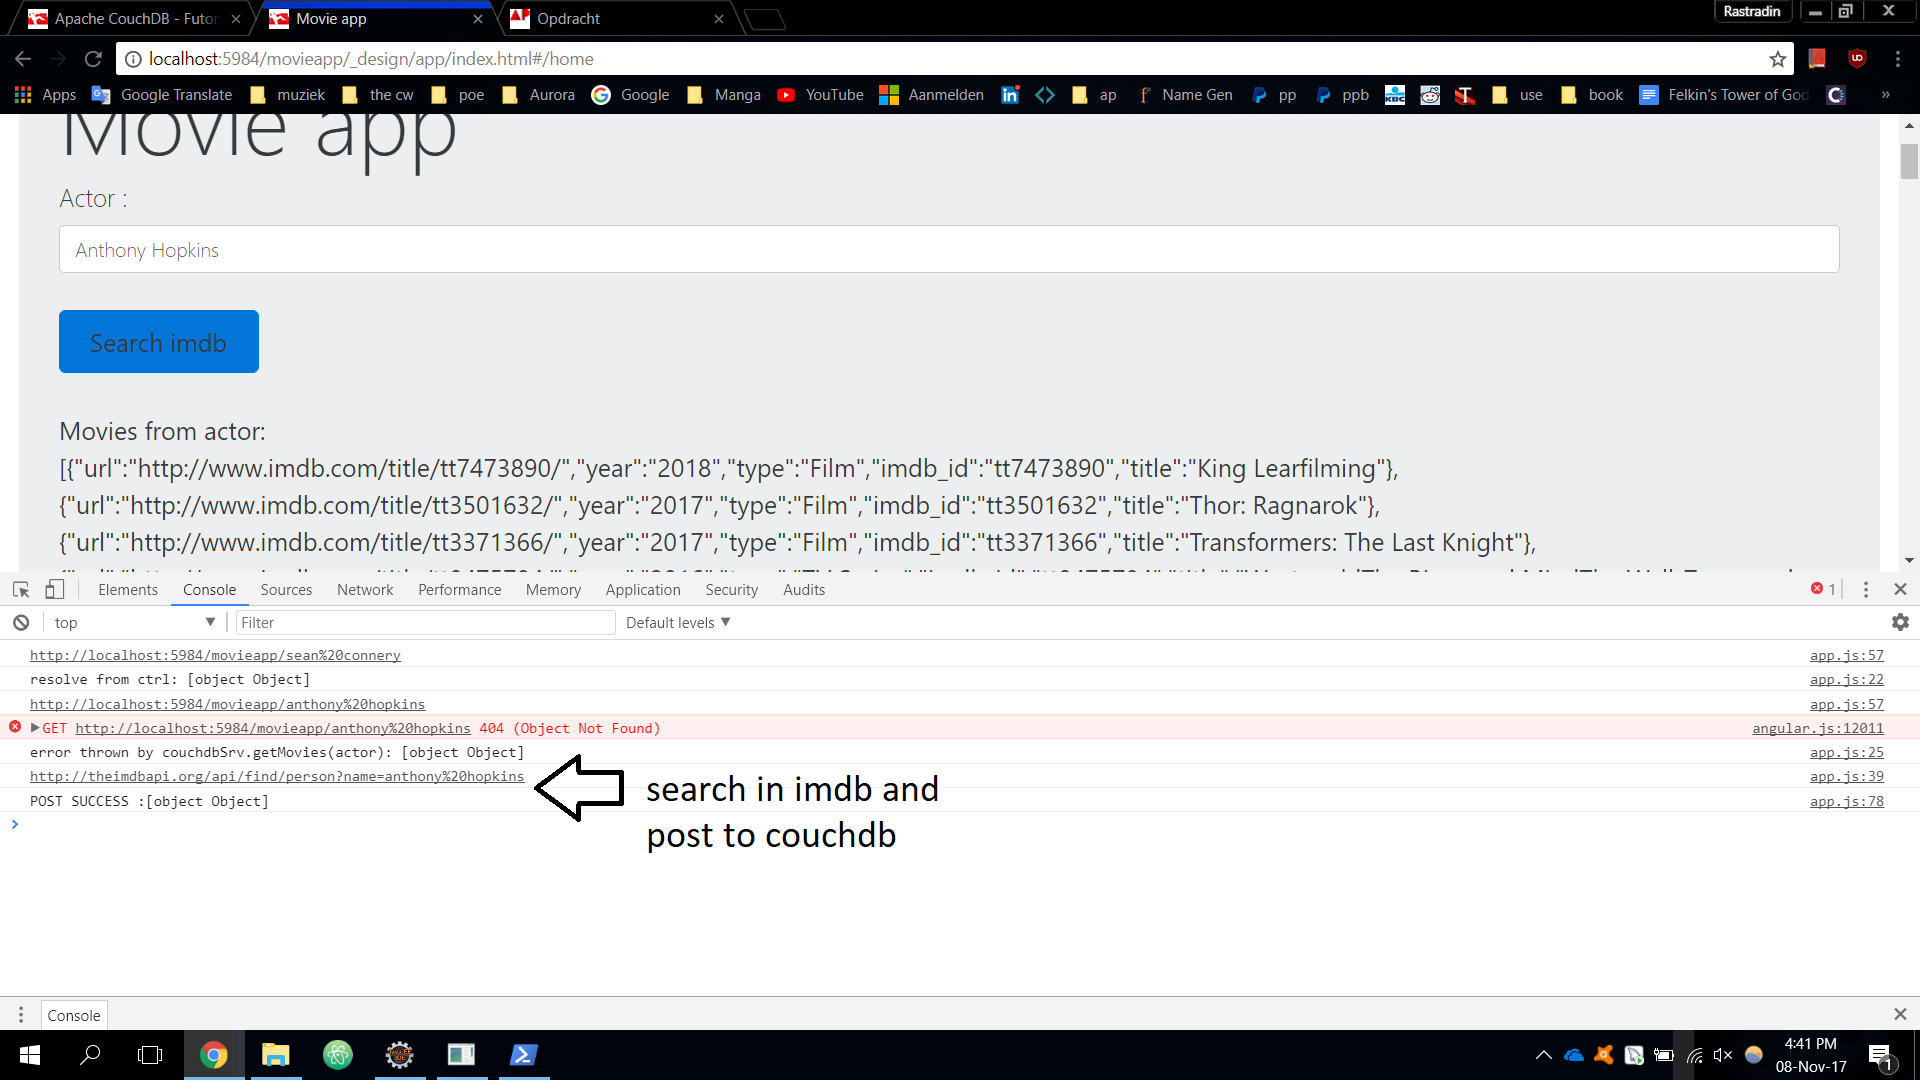 Apache CouchDB - Futon
Movie app
Opdracht
Rastradin
localhost:5984/movieapp/_design/app/index.html#/home
Apps Google Translate muziek the cw poe Aurora Google Manga YouTube Aanmelden ap Name Gen pp ppb KBC use book Felkin's Tower of God »
Movie app
Actor :
Anthony Hopkins
Search imdb
Movies from actor:
[{"url":"http://www.imdb.com/title/tt7473890/","year":"2018","type":"Film","imdb_id":"tt7473890","title":"King Learfilming"},
{"url":"http://www.imdb.com/title/tt3501632/","year":"2017","type":"Film","imdb_id":"tt3501632","title":"Thor: Ragnarok"},
{"url":"http://www.imdb.com/title/tt3371366/","year":"2017","type":"Film","imdb_id":"tt3371366","title":"Transformers: The Last Knight"},
Elements Console Sources Network Performance Memory Application Security Audits 1
top Filter Default levels
http://localhost:5984/movieapp/sean%20connery app.js:57
resolve from ctrl: [object Object] app.js:22
http://localhost:5984/movieapp/anthony%20hopkins app.js:57
GET http://localhost:5984/movieapp/anthony%20hopkins 404 (Object Not Found) angular.js:12011
error thrown by couchdbSrv.getMovies(actor): [object Object] app.js:25
http://theimdbapi.org/api/find/person?name=anthony%20hopkins app.js:39
POST SUCCESS :[object Object] app.js:78
search in imdb and
post to couchdb
Console
4:41 PM
08-Nov-17
1